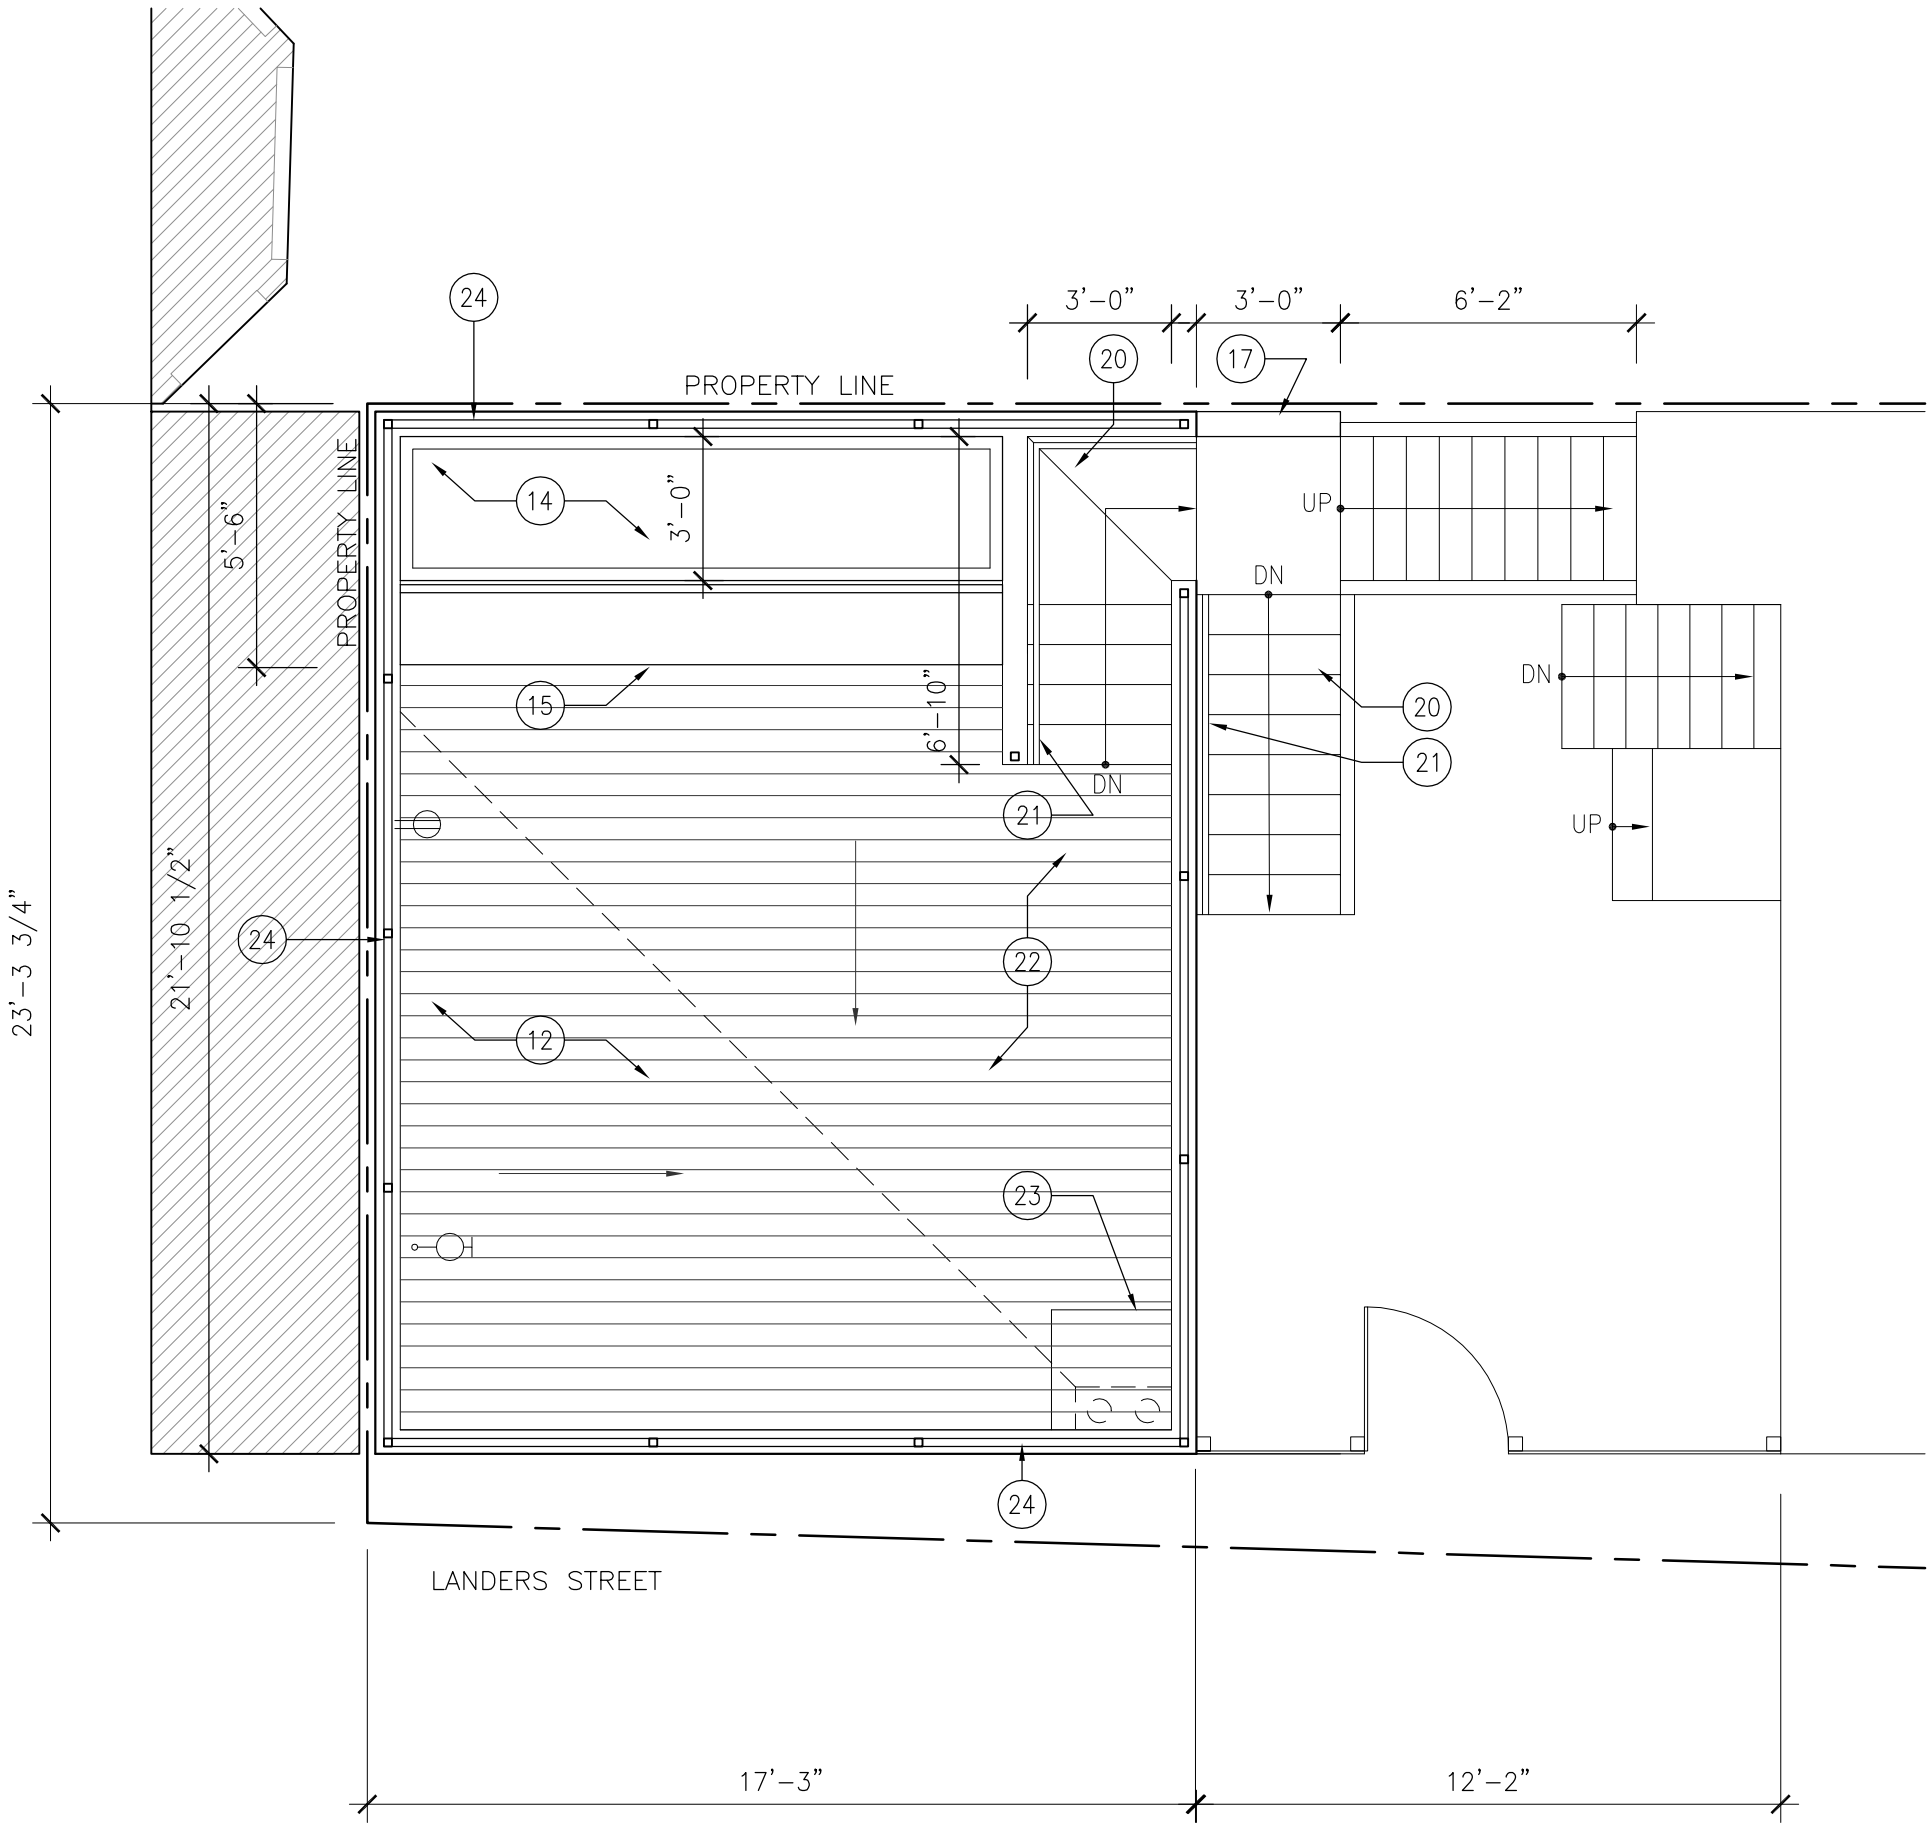 24
3'-0"
3'-0"
6'-2"
20
17
PROPERTY LINE
PROPERTY LINE
5'-6"
14
3'-0"
UP
DN
15
6'-10"
DN
20
21
DN
21
UP
23'-3 3/4"
21'-10 1/2"
24
22
12
23
24
LANDERS STREET
17'-3"
12'-2"